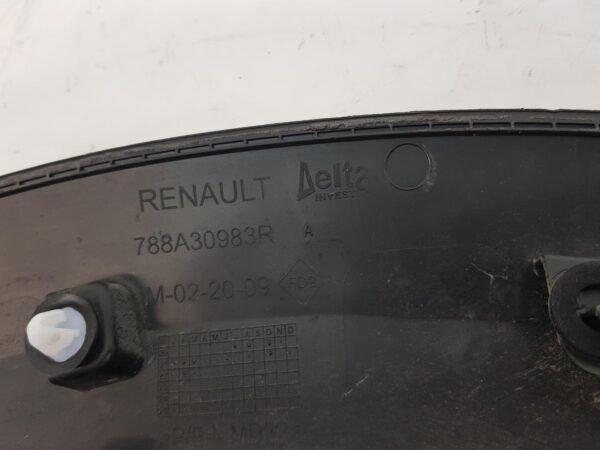 RENAULT Delta
INVEST
788A30983R A
M-02-20-09 FD2
J F M A M J J A S O N D